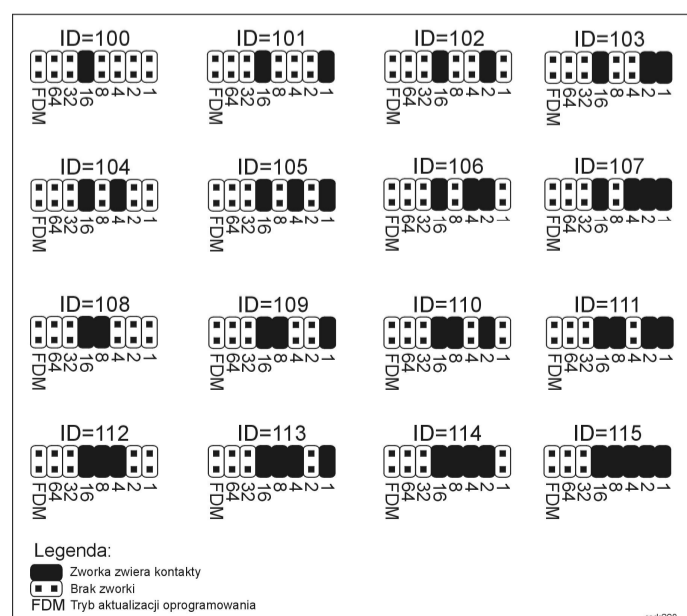 ID=100 ID=101 ID=102 ID=103
FDM 64 32 16 8 4 2 1 FDM 64 32 16 8 4 2 1 FDM 64 32 16 8 4 2 1 FDM 64 32 16 8 4 2 1
ID=104 ID=105 ID=106 ID=107
FDM 64 32 16 8 4 2 1 FDM 64 32 16 8 4 2 1 FDM 64 32 16 8 4 2 1 FDM 64 32 16 8 4 2 1
ID=108 ID=109 ID=110 ID=111
FDM 64 32 16 8 4 2 1 FDM 64 32 16 8 4 2 1 FDM 64 32 16 8 4 2 1 FDM 64 32 16 8 4 2 1
ID=112 ID=113 ID=114 ID=115
FDM 64 32 16 8 4 2 1 FDM 64 32 16 8 4 2 1 FDM 64 32 16 8 4 2 1 FDM 64 32 16 8 4 2 1
Legenda:
Zworka zwiera kontakty
Brak zworki
FDM Tryb aktualizacji oprogramowania